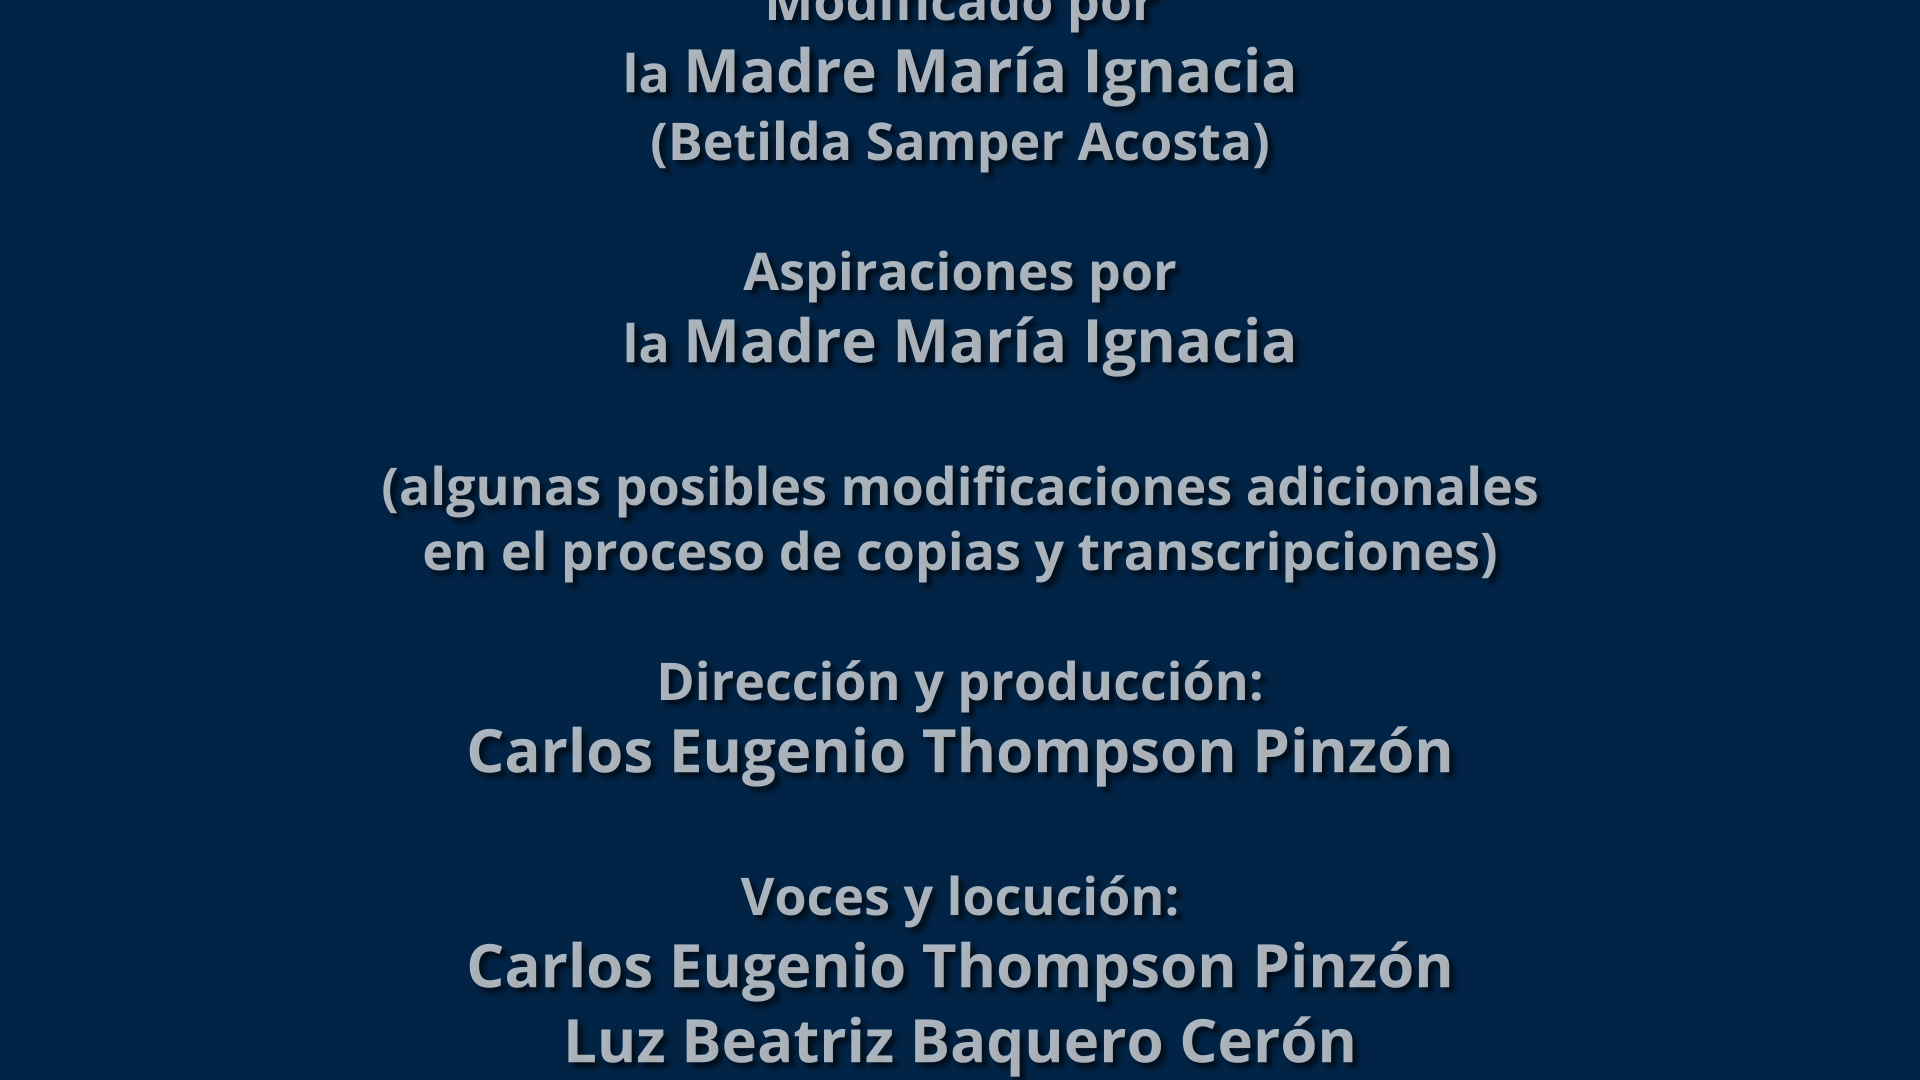 Modificado por
la Madre María Ignacia
(Betilda Samper Acosta)
Aspiraciones por
la Madre María Ignacia
(algunas posibles modificaciones adicionales
en el proceso de copias y transcripciones)
Dirección y producción:
Carlos Eugenio Thompson Pinzón
Voces y locución:
Carlos Eugenio Thompson Pinzón
Luz Beatriz Baquero Cerón